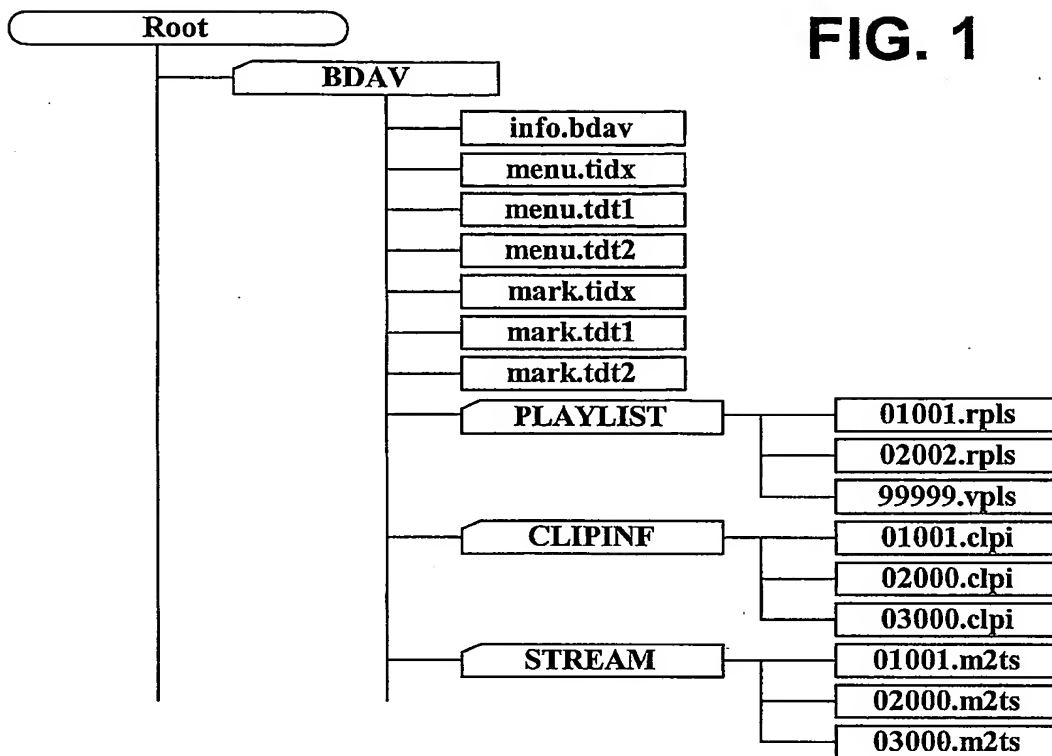 FIG. 1
Root
BDAV
info.bdav
menu.tidx
menu.tdt1
menu.tdt2
mark.tidx
mark.tdt1
mark.tdt2
PLAYLIST
01001.rpls
02002.rpls
99999.vpls
CLIPINF
01001.clpi
02000.clpi
03000.clpi
STREAM
01001.m2ts
02000.m2ts
03000.m2ts